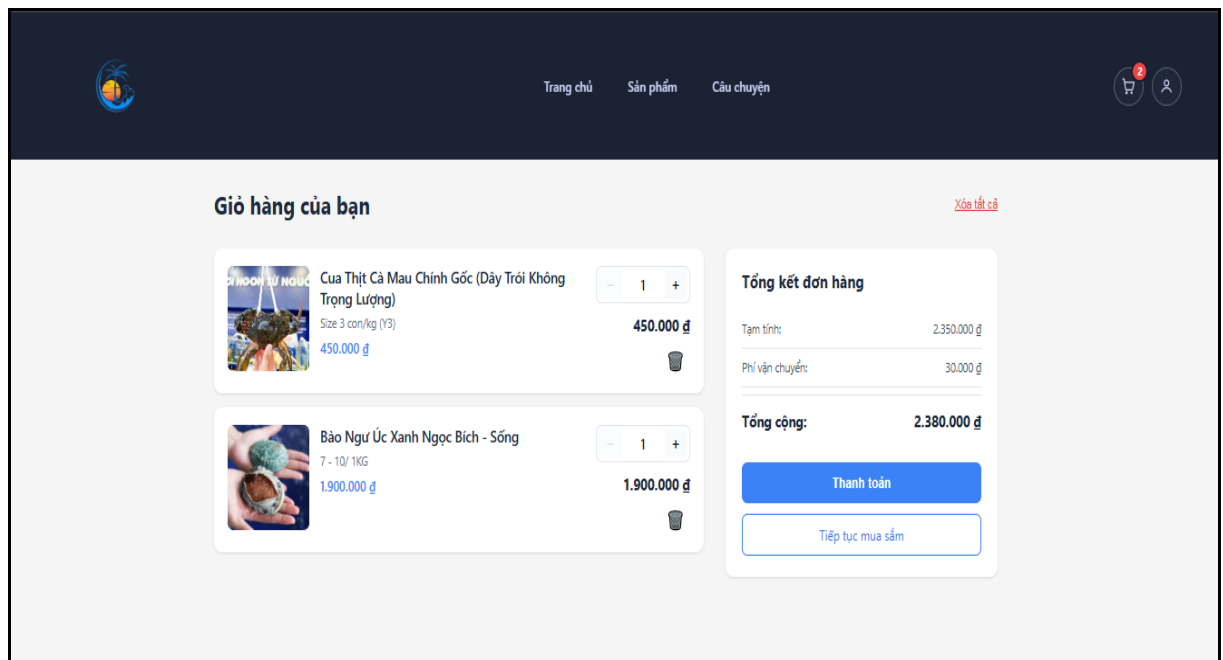 2
Trang chủ Sản phẩm Câu chuyện
Giỏ hàng của bạn
Xóa tất cả
Cua Thịt Cà Mau Chính Gốc (Dây Trói Không
Trọng Lượng)
Size 3 con/kg (Y3)
450.000 ₫
− 1 +
450.000 ₫
Bào Ngư Úc Xanh Ngọc Bích - Sống
7 - 10/ 1KG
1.900.000 ₫
− 1 +
1.900.000 ₫
Tổng kết đơn hàng
Tạm tính: 2.350.000 ₫
Phí vận chuyển: 30.000 ₫
Tổng cộng: 2.380.000 ₫
Thanh toán
Tiếp tục mua sắm